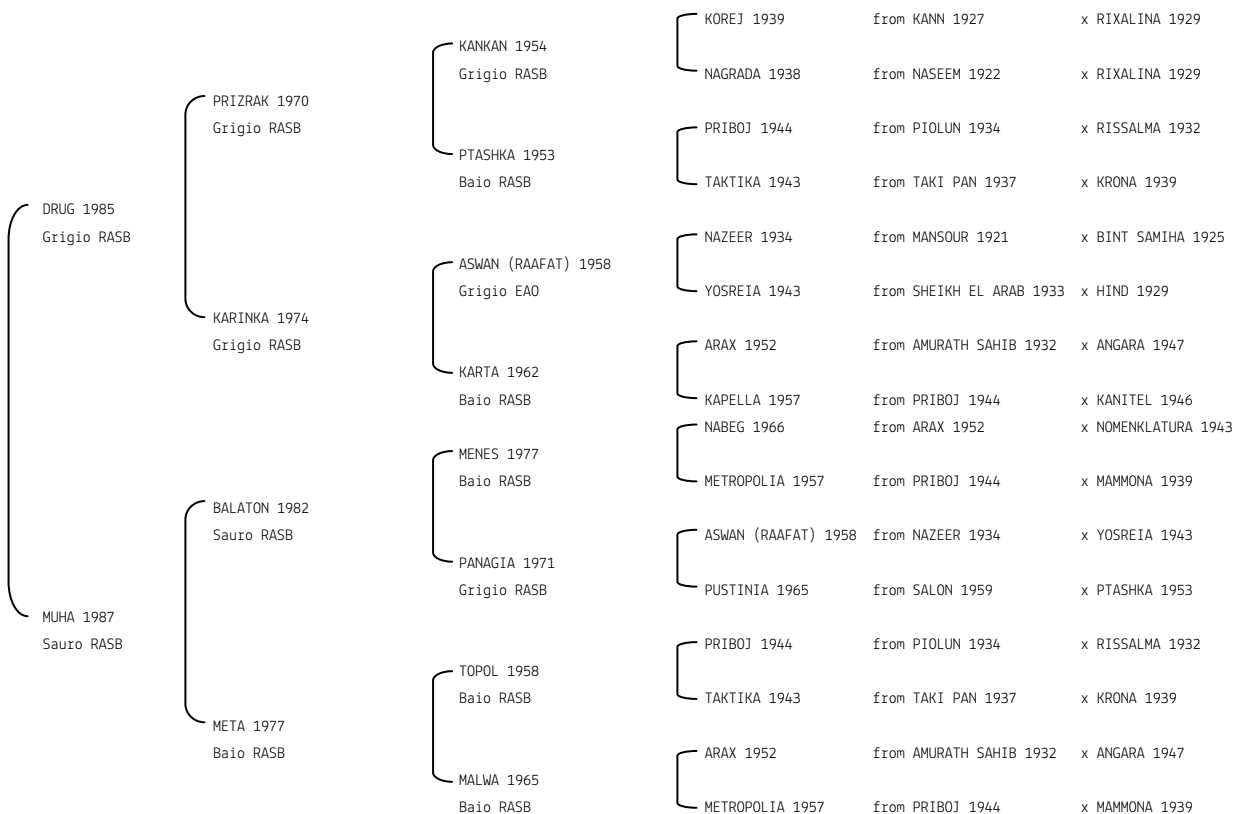 KOREJ 1939 from KANN 1927 x RIXALINA 1929
KANKAN 1954
Grigio RASB NAGRADA 1938 from NASEEM 1922 x RIXALINA 1929
PRIZRAK 1970
Grigio RASB PRIBOJ 1944 from PIOLUN 1934 x RISSALMA 1932
PTASHKA 1953
Baio RASB TAKTIKA 1943 from TAKI PAN 1937 x KRONA 1939
DRUG 1985
Grigio RASB NAZEER 1934 from MANSOUR 1921 x BINT SAMIHA 1925
ASWAN (RAAFAT) 1958
Grigio EAO YOSREIA 1943 from SHEIKH EL ARAB 1933 x HIND 1929
KARINKA 1974
Grigio RASB ARAX 1952 from AMURATH SAHIB 1932 x ANGARA 1947
KARTA 1962
Baio RASB KAPELLA 1957 from PRIBOJ 1944 x KANITEL 1946
NABEG 1966 from ARAX 1952 x NOMENKLATURA 1943
MENES 1977
Baio RASB METROPOLIA 1957 from PRIBOJ 1944 x MAMMONA 1939
BALATON 1982
Sauro RASB ASWAN (RAAFAT) 1958 from NAZEER 1934 x YOSREIA 1943
PANAGIA 1971
Grigio RASB PUSTINIA 1965 from SALON 1959 x PTASHKA 1953
MUHA 1987
Sauro RASB PRIBOJ 1944 from PIOLUN 1934 x RISSALMA 1932
TOPOL 1958
Baio RASB TAKTIKA 1943 from TAKI PAN 1937 x KRONA 1939
META 1977
Baio RASB ARAX 1952 from AMURATH SAHIB 1932 x ANGARA 1947
MALWA 1965
Baio RASB METROPOLIA 1957 from PRIBOJ 1944 x MAMMONA 1939